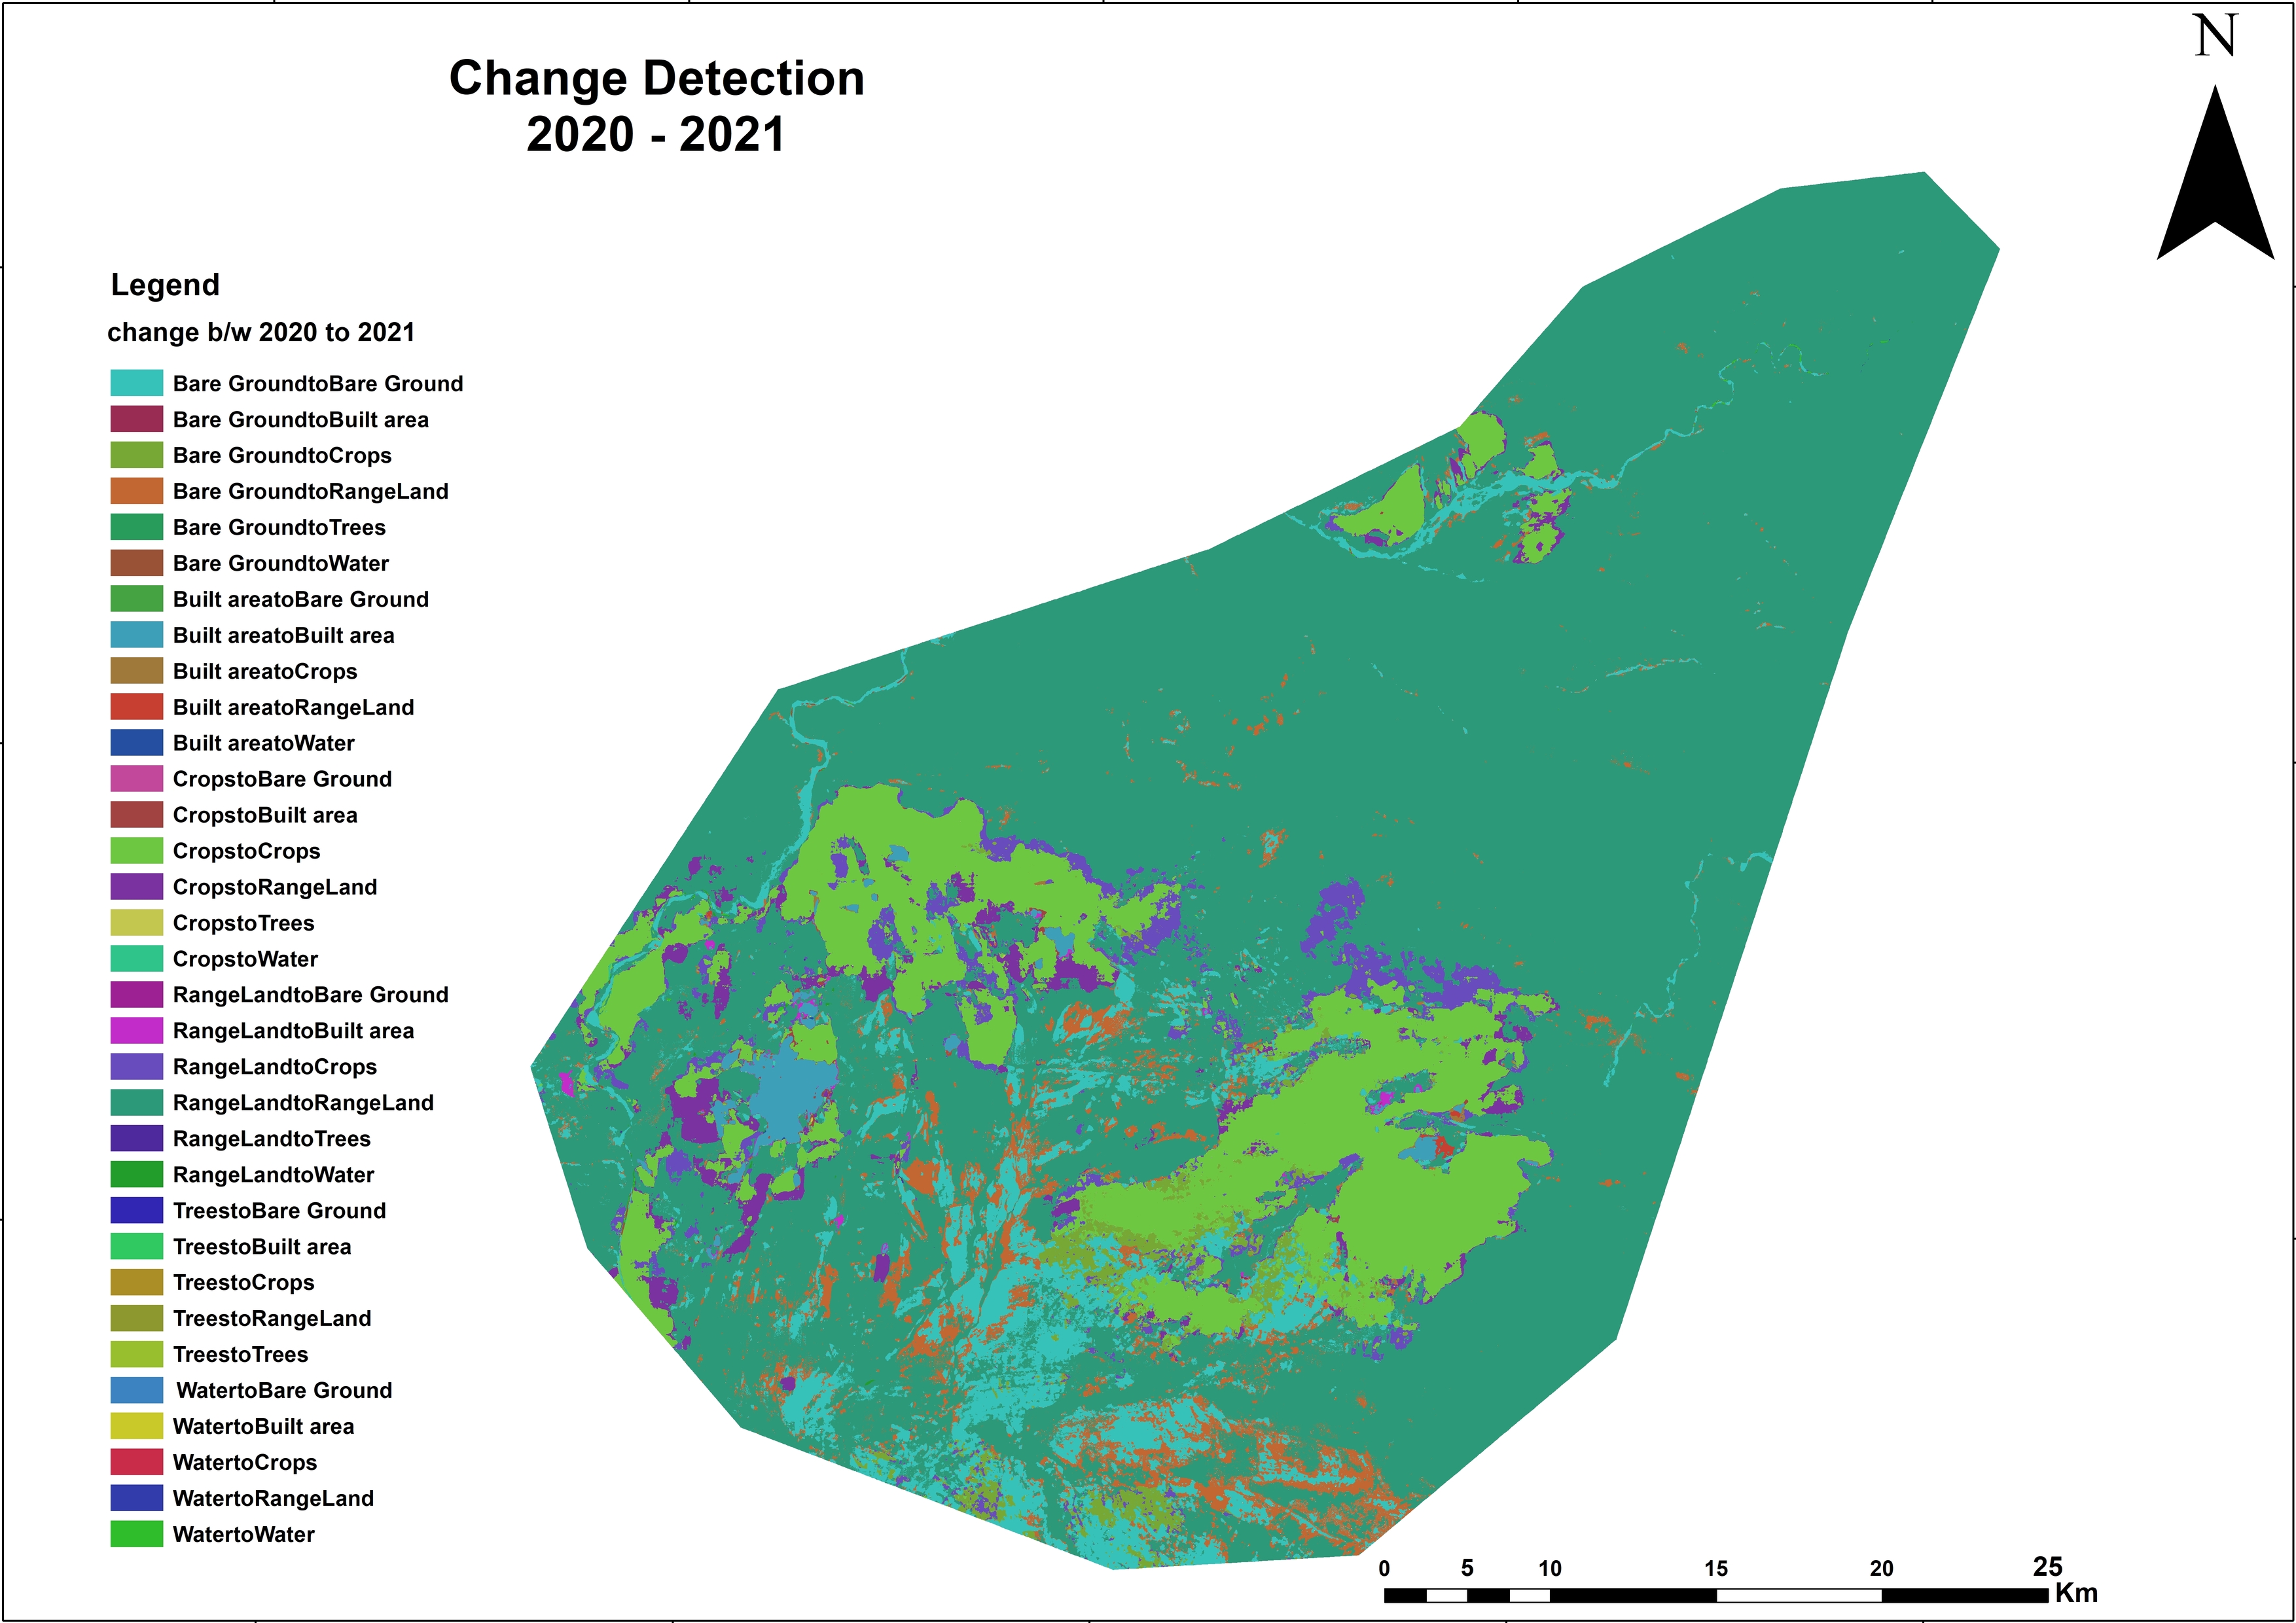 N
Change Detection
2020 - 2021
Legend
change b/w 2020 to 2021
Bare GroundtoBare Ground
Bare GroundtoBuilt area
Bare GroundtoCrops
Bare GroundtoRangeLand
Bare GroundtoTrees
Bare GroundtoWater
Built areatoBare Ground
Built areatoBuilt area
Built areatoCrops
Built areatoRangeLand
Built areatoWater
CropstoBare Ground
CropstoBuilt area
CropstoCrops
CropstoRangeLand
CropstoTrees
CropstoWater
RangeLandtoBare Ground
RangeLandtoBuilt area
RangeLandtoCrops
RangeLandtoRangeLand
RangeLandtoTrees
RangeLandtoWater
TreestoBare Ground
TreestoBuilt area
TreestoCrops
TreestoRangeLand
TreestoTrees
WatertoBare Ground
WatertoBuilt area
WatertoCrops
WatertoRangeLand
WatertoWater
0 5 10 15 20 25
Km